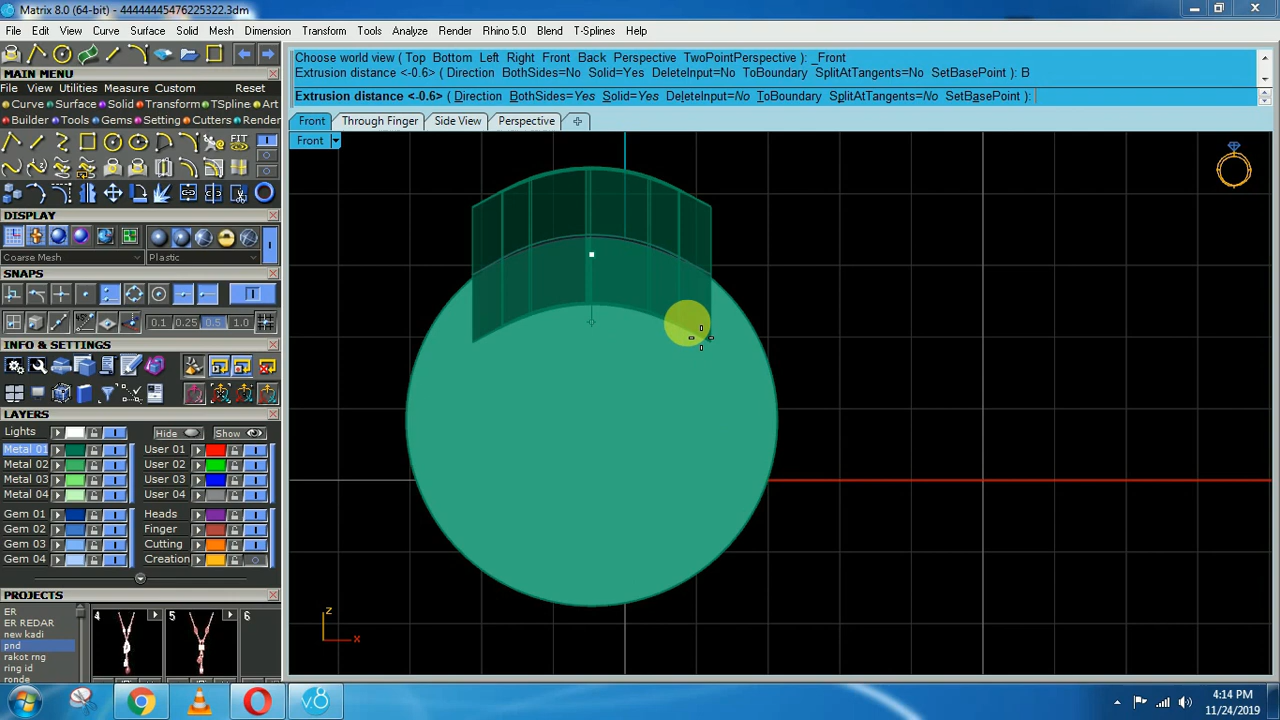 Matrix 8.0 (64-bit) - 44444445476225322.3dm
File Edit View Curve Surface Solid Mesh Dimension Transform Tools Analyze Render Rhino 5.0 Blend T-Splines Help
Choose world view ( Top Bottom Left Right Front Back Perspective TwoPointPerspective ): _Front
Extrusion distance <-0.6> ( Direction BothSides=No Solid=Yes DeleteInput=No ToBoundary SplitAtTangents=No SetBasePoint ): B
Extrusion distance <-0.6> ( Direction BothSides=Yes Solid=Yes DeleteInput=No ToBoundary SplitAtTangents=No SetBasePoint ):
MAIN MENU
File Utilities View Matrix Reset
Curve Surface Solid Transform TSpline Art
Builder Tools Gems Setting Cutters Render
FIT
DISPLAY
Coarse Mesh Plastic
SNAPS
0.1 0.25 0.5 1.0
INFO & SETTINGS
LAYERS
Lights Hide Show
Metal 01 User 01
Metal 02 User 02
Metal 03 User 03
Metal 04 User 04
Gem 01 Heads
Gem 02 Finger
Gem 03 Cutting
Gem 04 Creation
PROJECTS
ER
ER REDAR
new kadi
pnd
rakot rng
ring id
ronde
4 5 6
Front Through Finger Side View Perspective
Front
z
x
v8
4:14 PM
11/24/2019